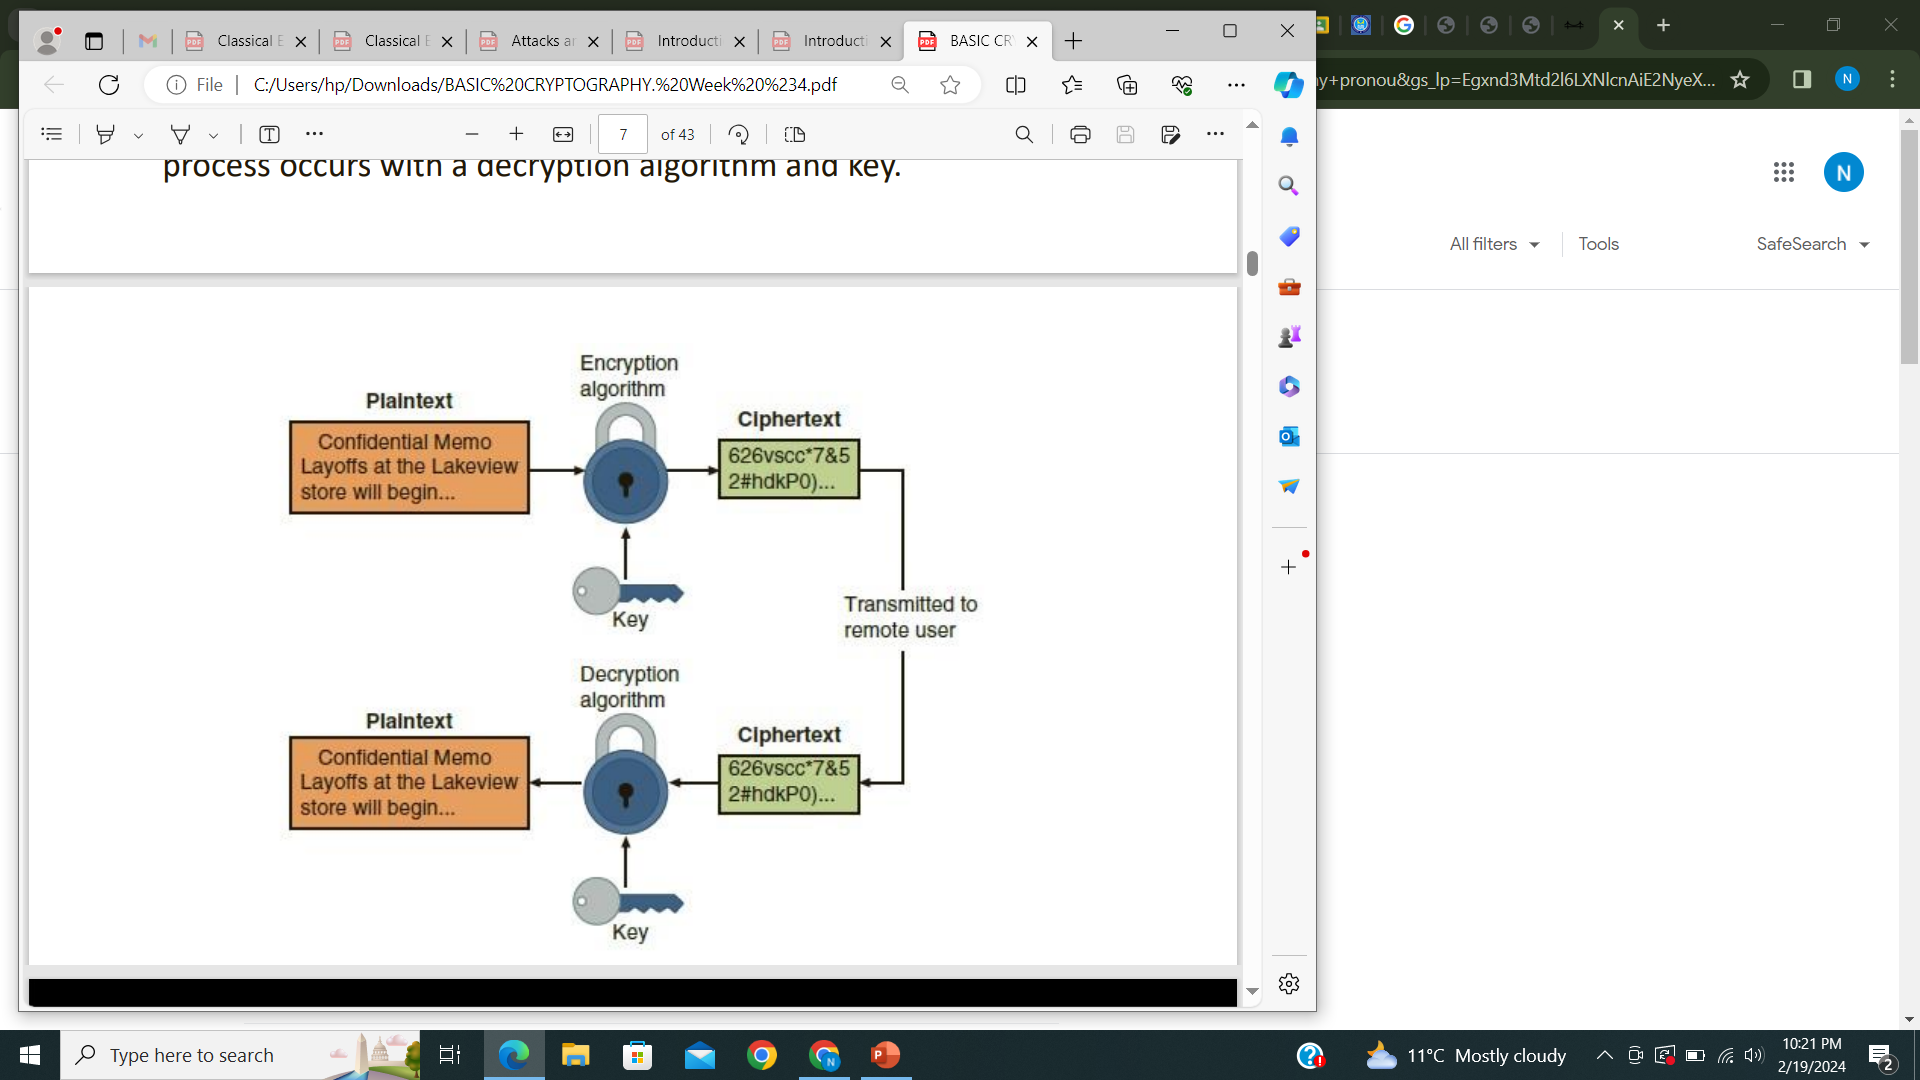 Classical E
Classical E
Attacks ar
Introducti
Introducti
BASIC CR
File
C:/Users/hp/Downloads/BASIC%20CRYPTOGRAPHY.%20Week%20%234.pdf
y+pronou&gs_lp=Egxnd3Mtd2l6LXNlcnAiE2NyeX...
N
7 of 43
process occurs with a decryption algorithm and key.
N
All filters
Tools
SafeSearch
Encryption
algorithm
Plaintext
Ciphertext
Confidential Memo
Layoffs at the Lakeview
store will begin...
626vscc*7&5
2#hdkP0)...
Key
Transmitted to
remote user
Decryption
algorithm
Plaintext
Ciphertext
Confidential Memo
Layoffs at the Lakeview
store will begin...
626vscc*7&5
2#hdkP0)...
Key
Type here to search
11°C Mostly cloudy
10:21 PM
2/19/2024
2